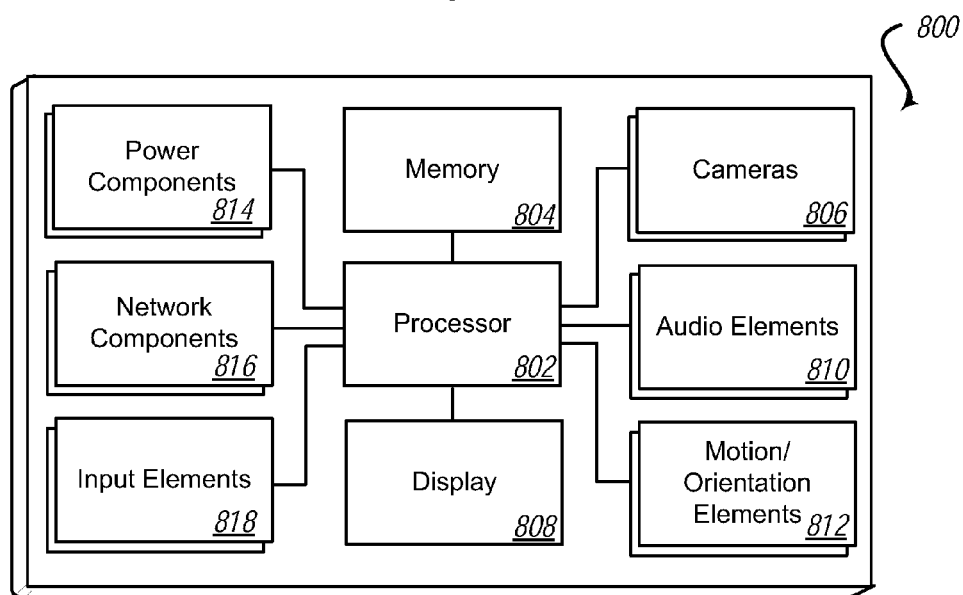 800
Power
Components
814
Memory
804
Cameras
806
Network
Components
816
Processor
802
Audio Elements
810
Input Elements
818
Display
808
Motion/
Orientation
Elements
812